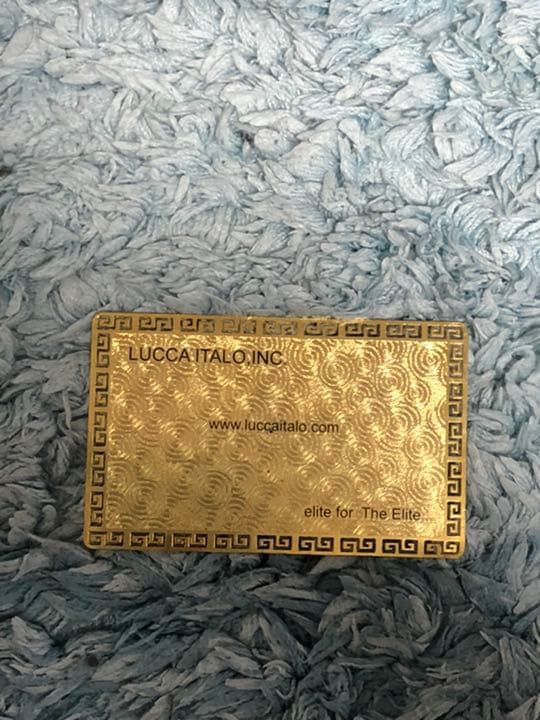 LUCCA ITALO,INC.
www.luccaitalo.com
elite for The Elite...